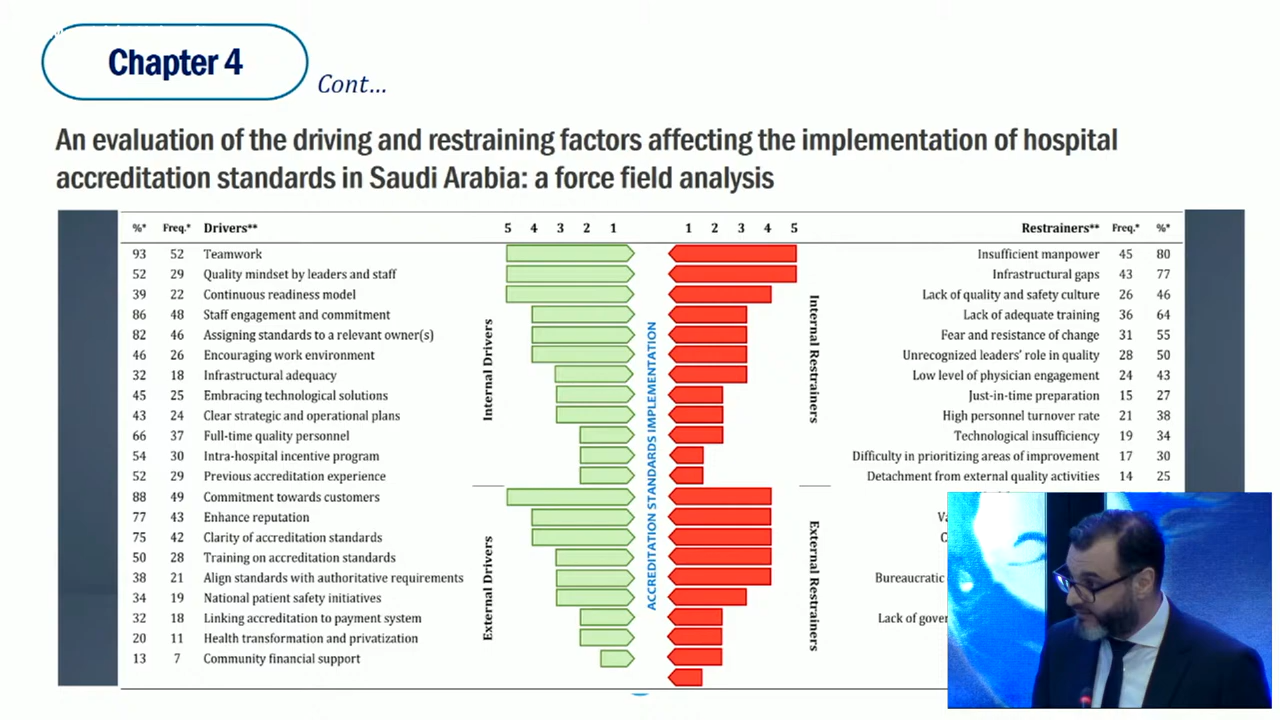 Chapter 4
Cont...
An evaluation of the driving and restraining factors affecting the implementation of hospital
accreditation standards in Saudi Arabia: a force field analysis
%* Freq.* Drivers** 5 4 3 2 1 1 2 3 4 5 Restrainers** Freq.* %*
93 52 Teamwork Insufficient manpower 45 80
52 29 Quality mindset by leaders and staff Infrastructural gaps 43 77
39 22 Continuous readiness model Lack of quality and safety culture 26 46
86 48 Staff engagement and commitment Lack of adequate training 36 64
82 46 Assigning standards to a relevant owner(s) Fear and resistance of change 31 55
46 26 Encouraging work environment Unrecognized leaders' role in quality 28 50
32 18 Infrastructural adequacy Low level of physician engagement 24 43
45 25 Embracing technological solutions Just-in-time preparation 15 27
43 24 Clear strategic and operational plans High personnel turnover rate 21 38
66 37 Full-time quality personnel Technological insufficiency 19 34
54 30 Intra-hospital incentive program Difficulty in prioritizing areas of improvement 17 30
52 29 Previous accreditation experience Detachment from external quality activities 14 25
88 49 Commitment towards customers
77 43 Enhance reputation
75 42 Clarity of accreditation standards
50 28 Training on accreditation standards
38 21 Align standards with authoritative requirements Bureaucratic
34 19 National patient safety initiatives
32 18 Linking accreditation to payment system Lack of
20 11 Health transformation and privatization
13 7 Community financial support
Internal Drivers
External Drivers
ACCREDITATION STANDARDS IMPLEMENTATION
Internal Restrainers
External Restrainers